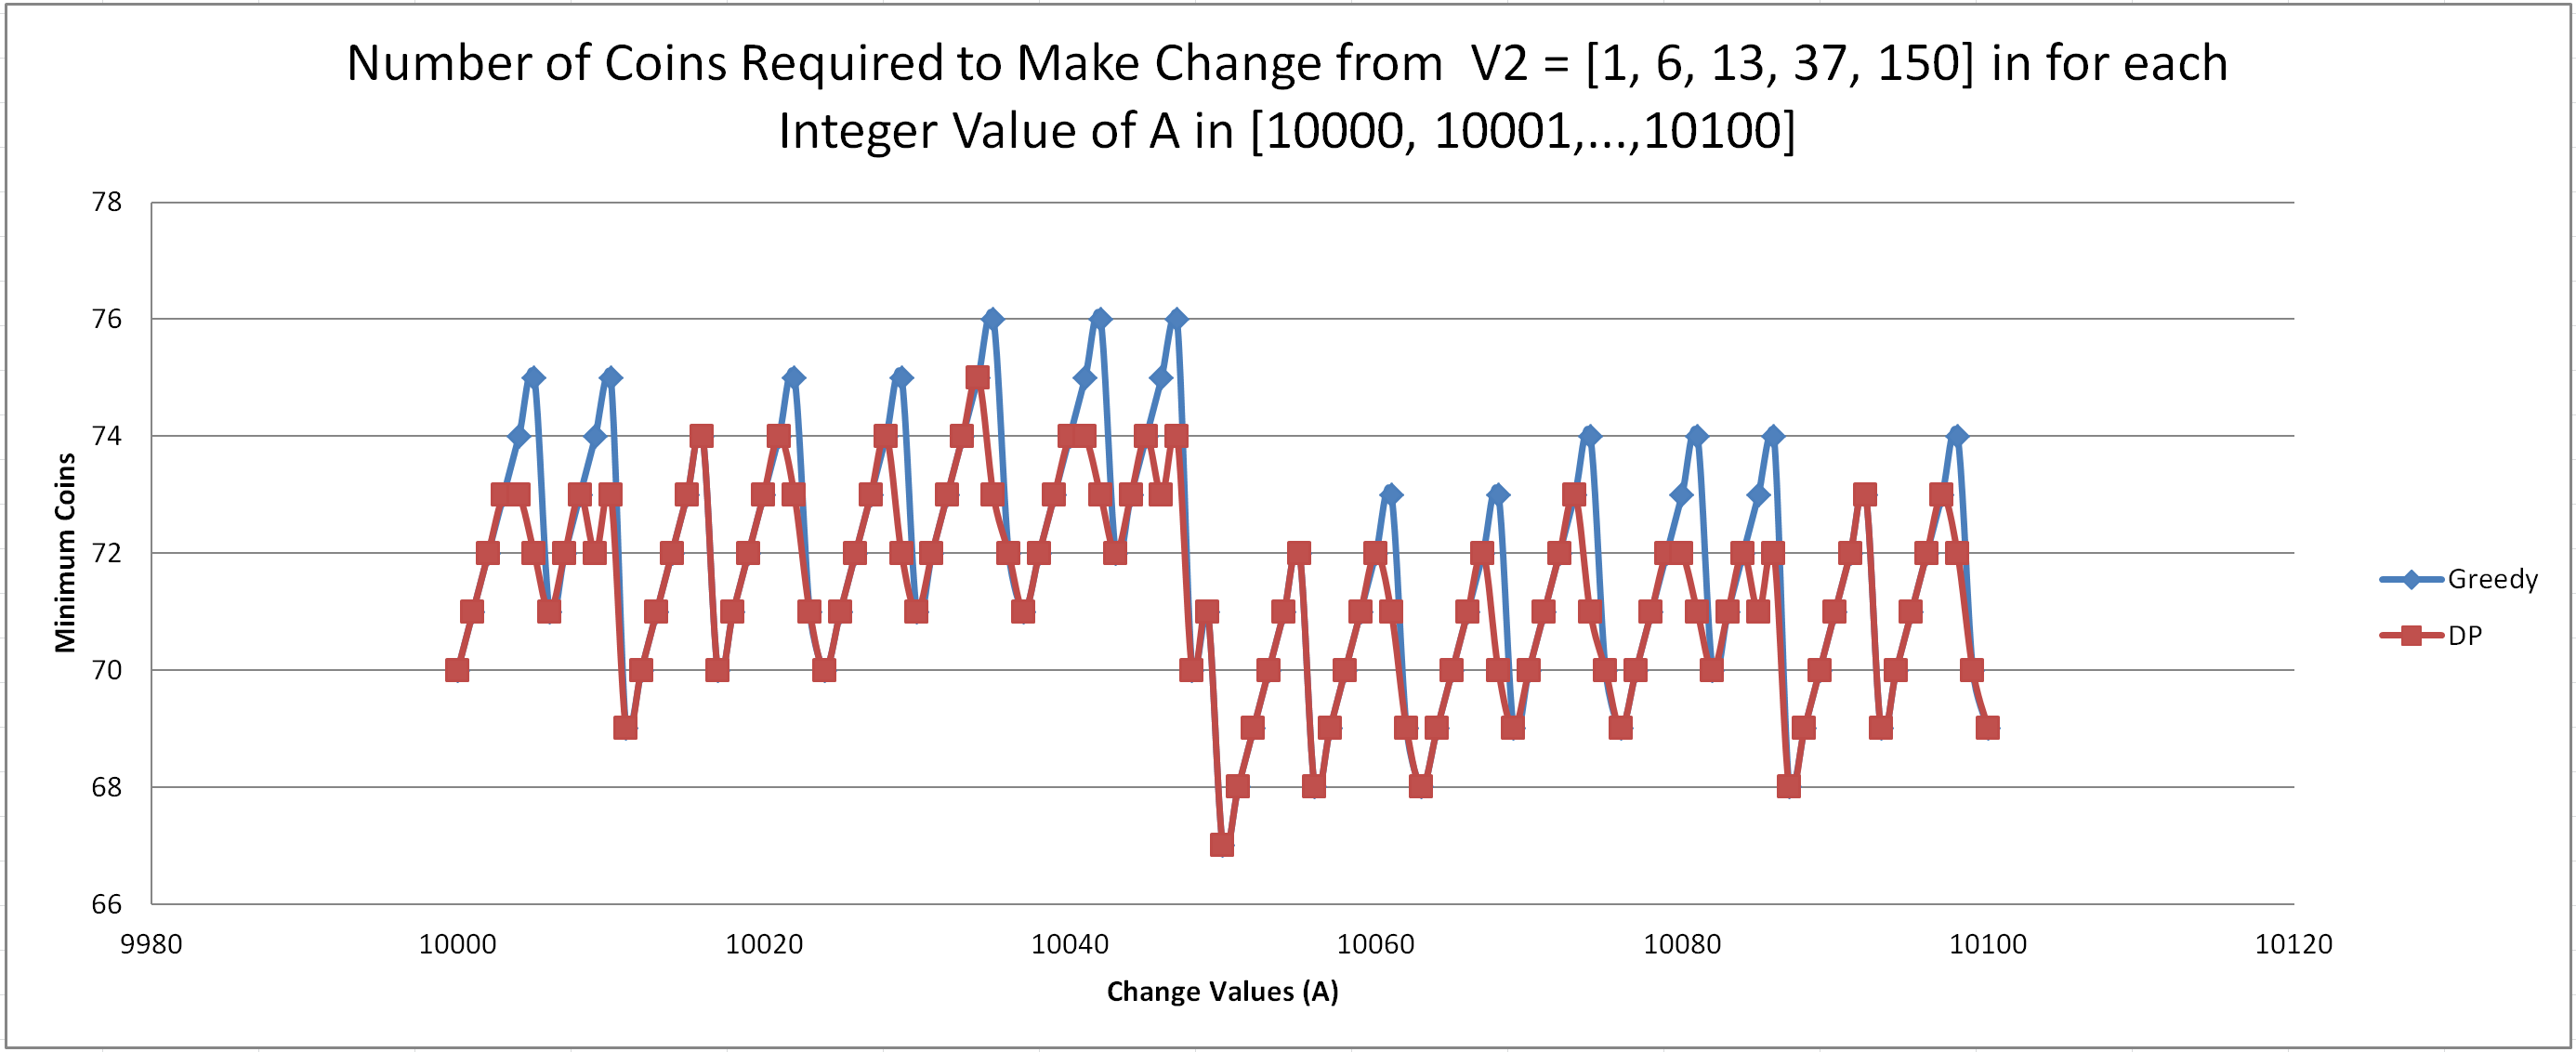 Number of Coins Required to Make Change from V2 = [1, 6, 13, 37, 150] in for each
Integer Value of A in [10000, 10001,...,10100]
78
76
74
72
70
68
66
Minimum Coins
9980 10000 10020 10040 10060 10080 10100 10120
Change Values (A)
Greedy
DP